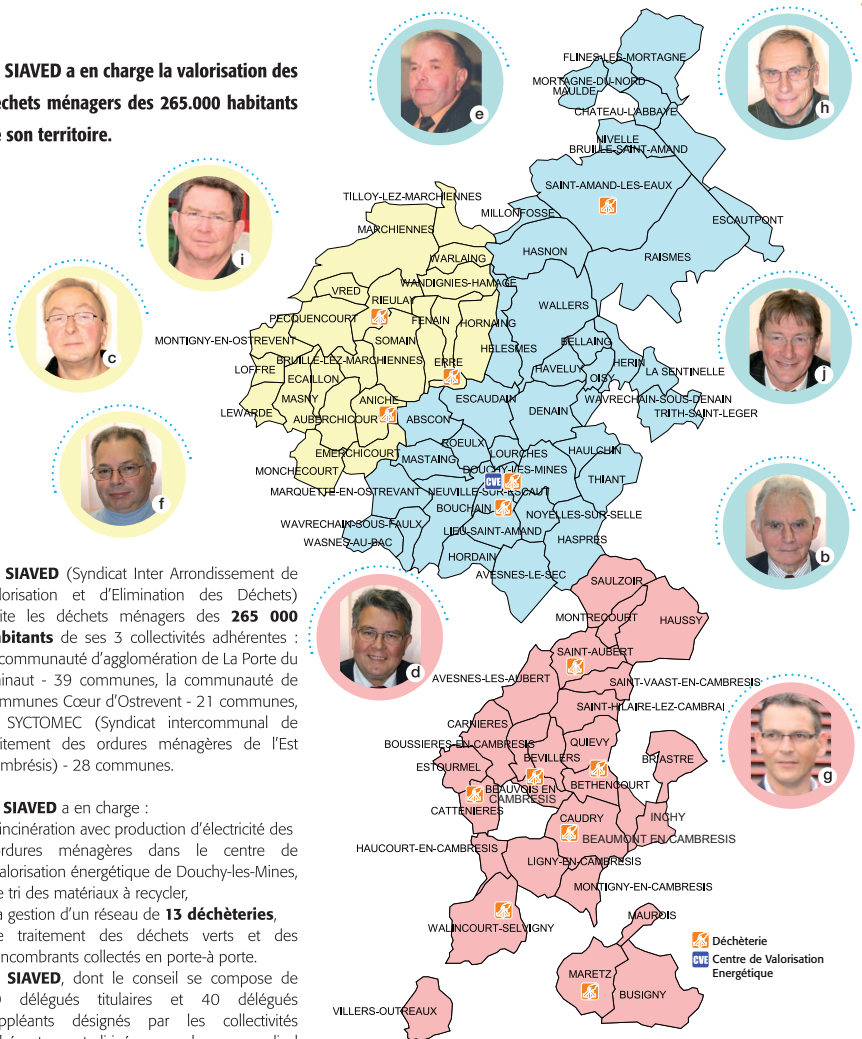 SIAVED a en charge la valorisation des
chets ménagers des 265.000 habitants
son territoire.
e
h
i
c
f
j
b
d
g
FLINES-LES-MORTAGNE
MORTAGNE-DU-NORD
MAULDE
CHATEAU-L'ABBAYE
NIVELLE
BRUILLE-SAINT-AMAND
SAINT-AMAND-LES-EAUX
TILLOY-LEZ-MARCHIENNES
MILLONFOSSE
ESCAUTPONT
MARCHIENNES
HASNON
RAISMES
WARLAING
WANDIGNIES-HAMAGE
VRED
RIEULAY
WALLERS
PECQUENCOURT
FENAIN
HORNAING
MONTIGNY-EN-OSTREVENT
SOMAIN
HELESMES
BELLAING
BRUILLE-LEZ-MARCHIENNES
ERRE
HERIN
LOFFRE
HAVELUY
LA SENTINELLE
ECAILLON
OISY
MASNY
ANICHE
ESCAUDAIN
WAVRECHAIN-SOUS-DENAIN
LEWARDE
AUBERCHICOURT
ABSCON
DENAIN
TRITH-SAINT-LEGER
EMERCHICOURT
ROEULX
HAULCHIN
MASTAING
LOURCHES
MONCHECOURT
DOUCHY-LES-MINES
THIANT
CVE
MARQUETTE-EN-OSTREVANT
NEUVILLE-SUR-ESCAUT
BOUCHAIN
NOYELLES-SUR-SELLE
WAVRECHAIN-SOUS-FAULX
LIEU-SAINT-AMAND
WASNES-AU-BAC
HASPRES
HORDAIN
AVESNES-LE-SEC
SAULZOIR
MONTRECOURT
HAUSSY
SAINT-AUBERT
AVESNES-LES-AUBERT
SAINT-VAAST-EN-CAMBRESIS
SAINT-HILAIRE-LEZ-CAMBRAI
CARNIERES
BOUSSIERES-EN-CAMBRESIS
QUIEVY
BEVILLERS
BRIASTRE
ESTOURMEL
BEAUVOIS EN
CAMBRESIS
BETHENCOURT
CATTENIERES
CAUDRY
INCHY
BEAUMONT EN CAMBRESIS
HAUCOURT-EN-CAMBRESIS
LIGNY-EN-CAMBRESIS
MONTIGNY-EN-CAMBRESIS
MAUROIS
WALINCOURT-SELVIGNY
MARETZ
BUSIGNY
VILLERS-OUTREAUX
Déchèterie
CVE Centre de Valorisation
Energétique
SIAVED (Syndicat Inter Arrondissement de
lorisation et d'Elimination des Déchets)
ite les déchets ménagers des 265 000
bitants de ses 3 collectivités adhérentes :
communauté d'agglomération de La Porte du
inaut - 39 communes, la communauté de
mmunes Cœur d'Ostrevent - 21 communes,
SYCTOMEC (Syndicat intercommunal de
itement des ordures ménagères de l'Est
mbrésis) - 28 communes.
SIAVED a en charge :
incinération avec production d'électricité des
ordures ménagères dans le centre de
alorisation énergétique de Douchy-les-Mines,
e tri des matériaux à recycler,
a gestion d'un réseau de 13 déchèteries,
e traitement des déchets verts et des
ncombrants collectés en porte-à porte.
SIAVED, dont le conseil se compose de
délégués titulaires et 40 délégués
ppléants désignés par les collectivités